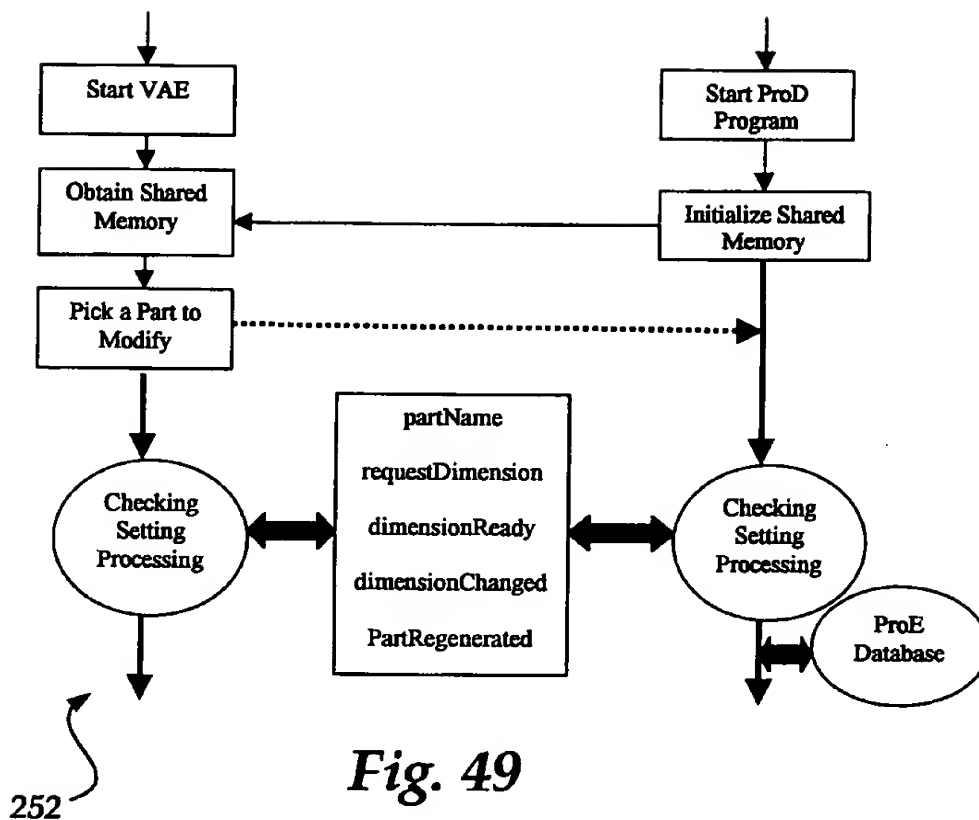 Start VAE
Start ProD
Program
Obtain Shared
Memory
Initialize Shared
Memory
Pick a Part to
Modify
partName
requestDimension
dimensionReady
dimensionChanged
PartRegenerated
Checking
Setting
Processing
Checking
Setting
Processing
ProE
Database
Fig. 49
252